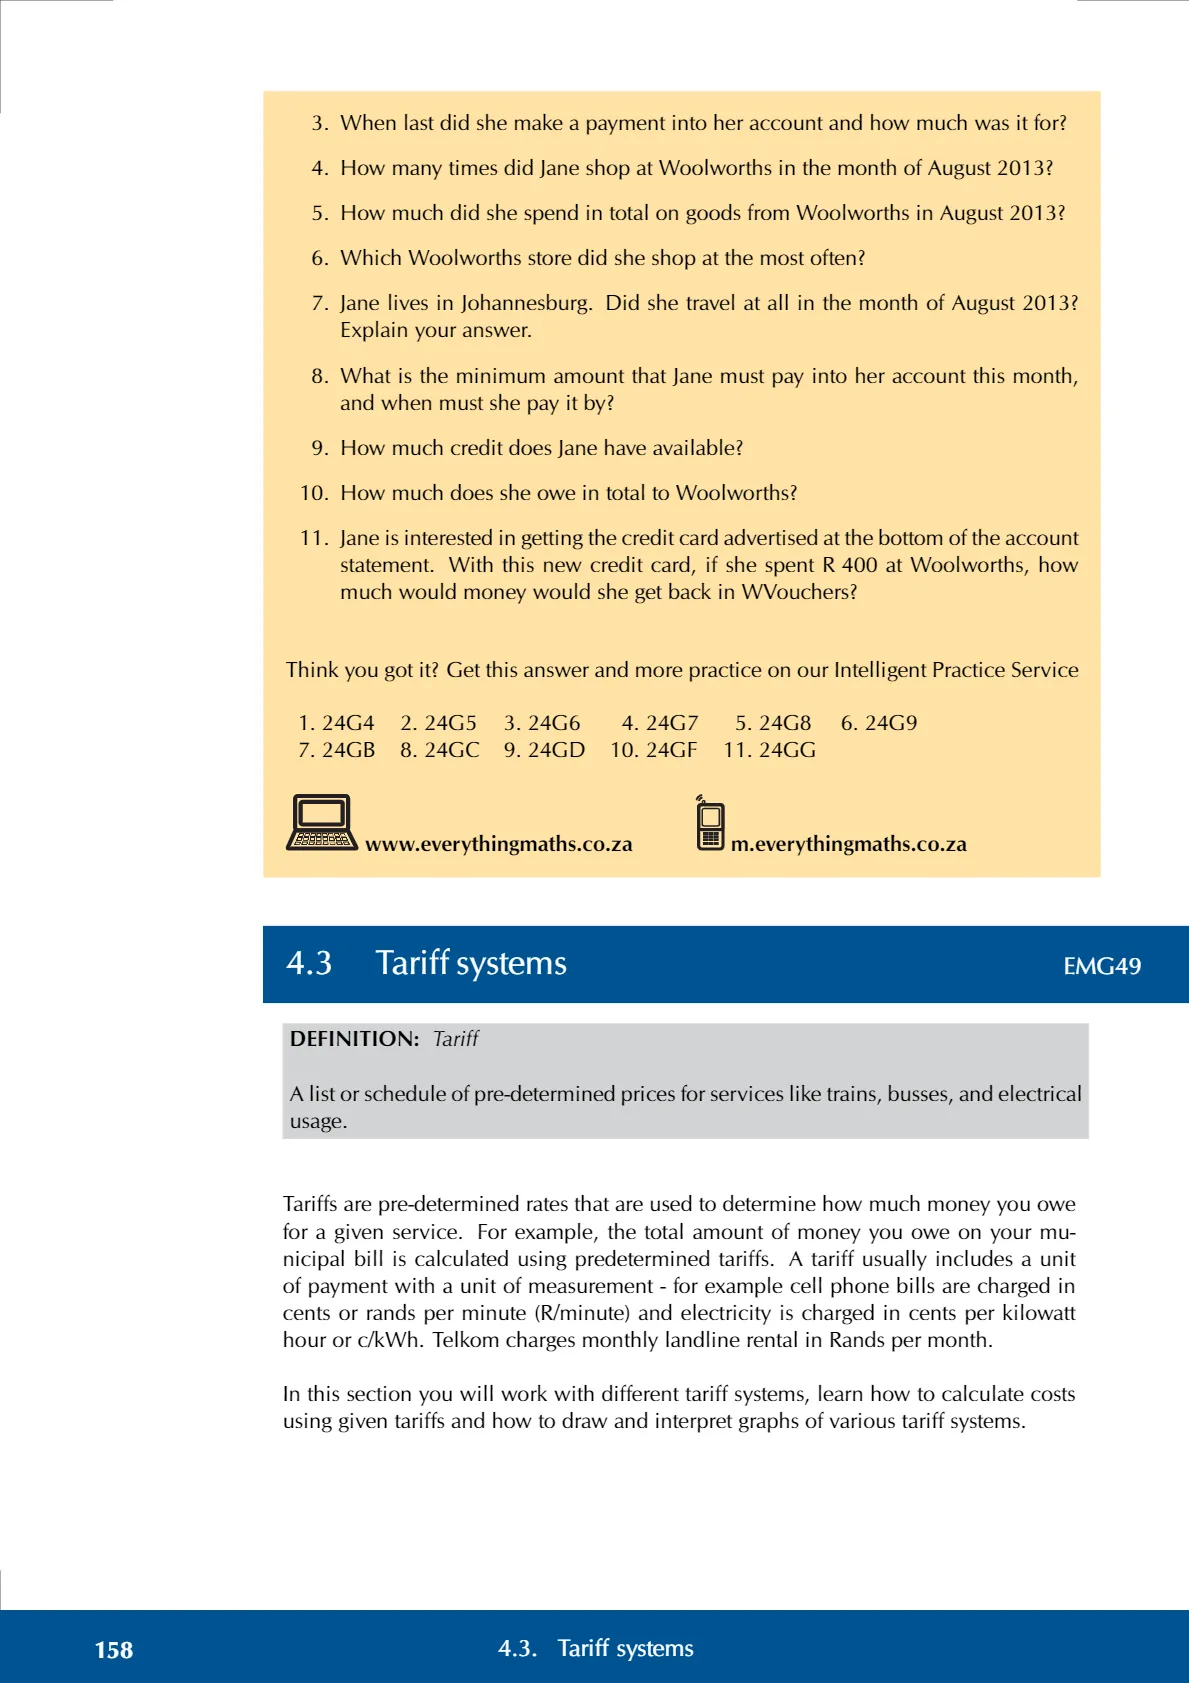 3. When last did she make a payment into her account and how much was it for?
4. How many times did Jane shop at Woolworths in the month of August 2013?
5. How much did she spend in total on goods from Woolworths in August 2013?
6. Which Woolworths store did she shop at the most often?
7. Jane lives in Johannesburg. Did she travel at all in the month of August 2013?
Explain your answer.
8. What is the minimum amount that Jane must pay into her account this month,
and when must she pay it by?
9. How much credit does Jane have available?
10. How much does she owe in total to Woolworths?
11. Jane is interested in getting the credit card advertised at the bottom of the account
statement. With this new credit card, if she spent R 400 at Woolworths, how
much would money would she get back in WVouchers?
Think you got it? Get this answer and more practice on our Intelligent Practice Service
1. 24G4 2. 24G5 3. 24G6 4. 24G7 5. 24G8 6. 24G9
7. 24GB 8. 24GC 9. 24GD 10. 24GF 11. 24GG
www.everythingmaths.co.za m.everythingmaths.co.za
4.3 Tariff systems EMG49
DEFINITION: Tariff
A list or schedule of pre-determined prices for services like trains, busses, and electrical
usage.
Tariffs are pre-determined rates that are used to determine how much money you owe
for a given service. For example, the total amount of money you owe on your mu-
nicipal bill is calculated using predetermined tariffs. A tariff usually includes a unit
of payment with a unit of measurement - for example cell phone bills are charged in
cents or rands per minute (R/minute) and electricity is charged in cents per kilowatt
hour or c/kWh. Telkom charges monthly landline rental in Rands per month.
In this section you will work with different tariff systems, learn how to calculate costs
using given tariffs and how to draw and interpret graphs of various tariff systems.
158 4.3. Tariff systems